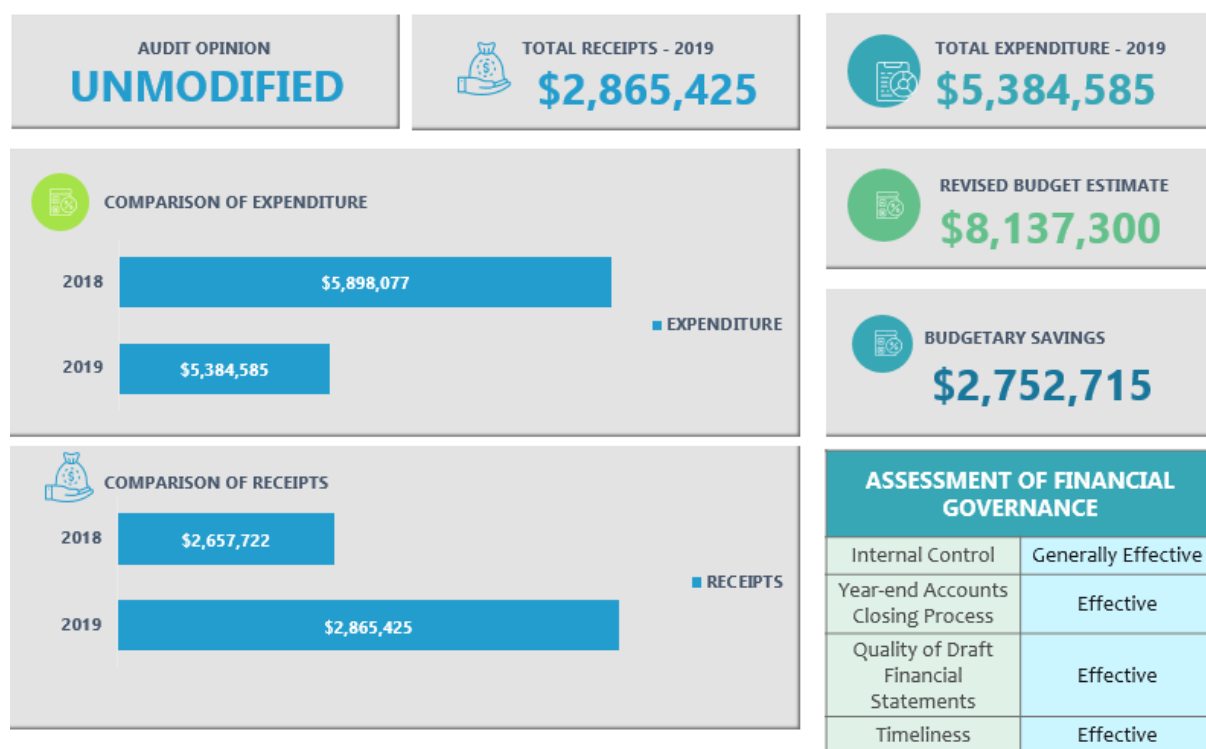 AUDIT OPINION
UNMODIFIED
TOTAL RECEIPTS - 2019
$2,865,425
TOTAL EXPENDITURE - 2019
$5,384,585
COMPARISON OF EXPENDITURE
2018
$5,898,077
EXPENDITURE
2019
$5,384,585
REVISED BUDGET ESTIMATE
$8,137,300
BUDGETARY SAVINGS
$2,752,715
COMPARISON OF RECEIPTS
2018
$2,657,722
RECEIPTS
2019
$2,865,425
ASSESSMENT OF FINANCIAL
GOVERNANCE
Internal Control
Generally Effective
Year-end Accounts
Closing Process
Effective
Quality of Draft
Financial
Statements
Effective
Timeliness
Effective